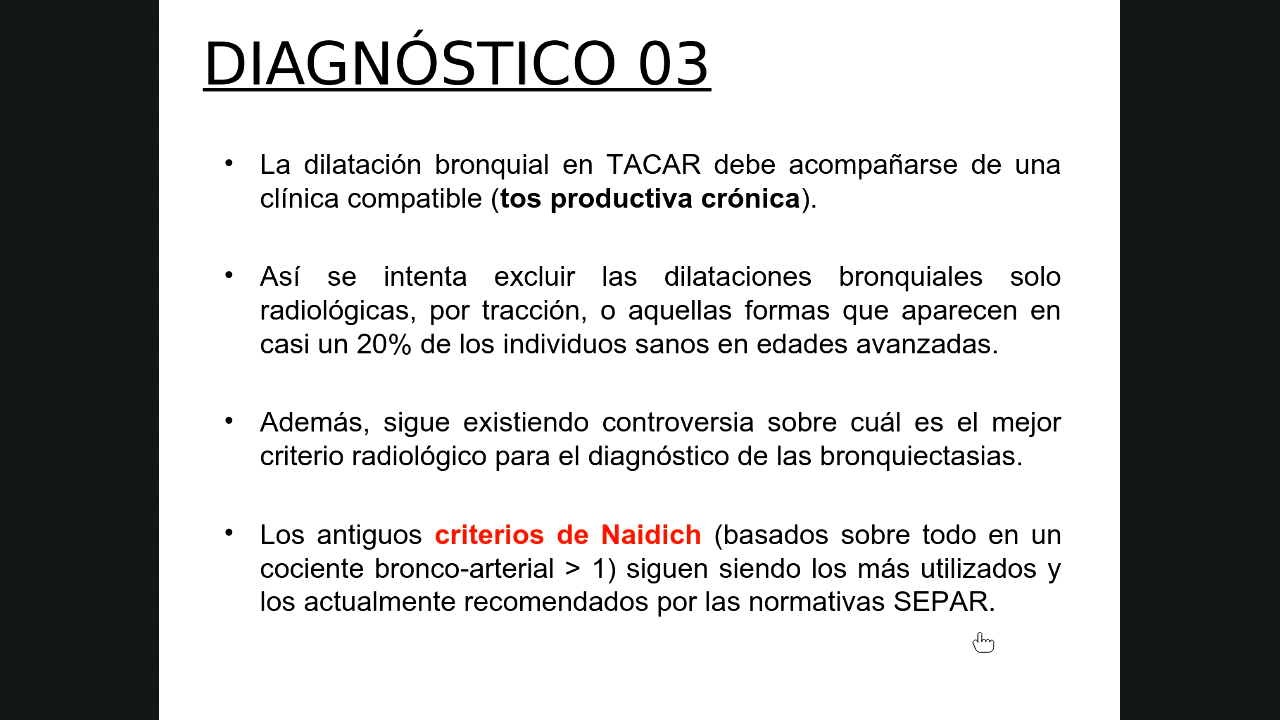 DIAGNÓSTICO 03
• La dilatación bronquial en TACAR debe acompañarse de una
clínica compatible (tos productiva crónica).
• Así se intenta excluir las dilataciones bronquiales solo
radiológicas, por tracción, o aquellas formas que aparecen en
casi un 20% de los individuos sanos en edades avanzadas.
• Además, sigue existiendo controversia sobre cuál es el mejor
criterio radiológico para el diagnóstico de las bronquiectasias.
• Los antiguos criterios de Naidich (basados sobre todo en un
cociente bronco-arterial > 1) siguen siendo los más utilizados y
los actualmente recomendados por las normativas SEPAR.